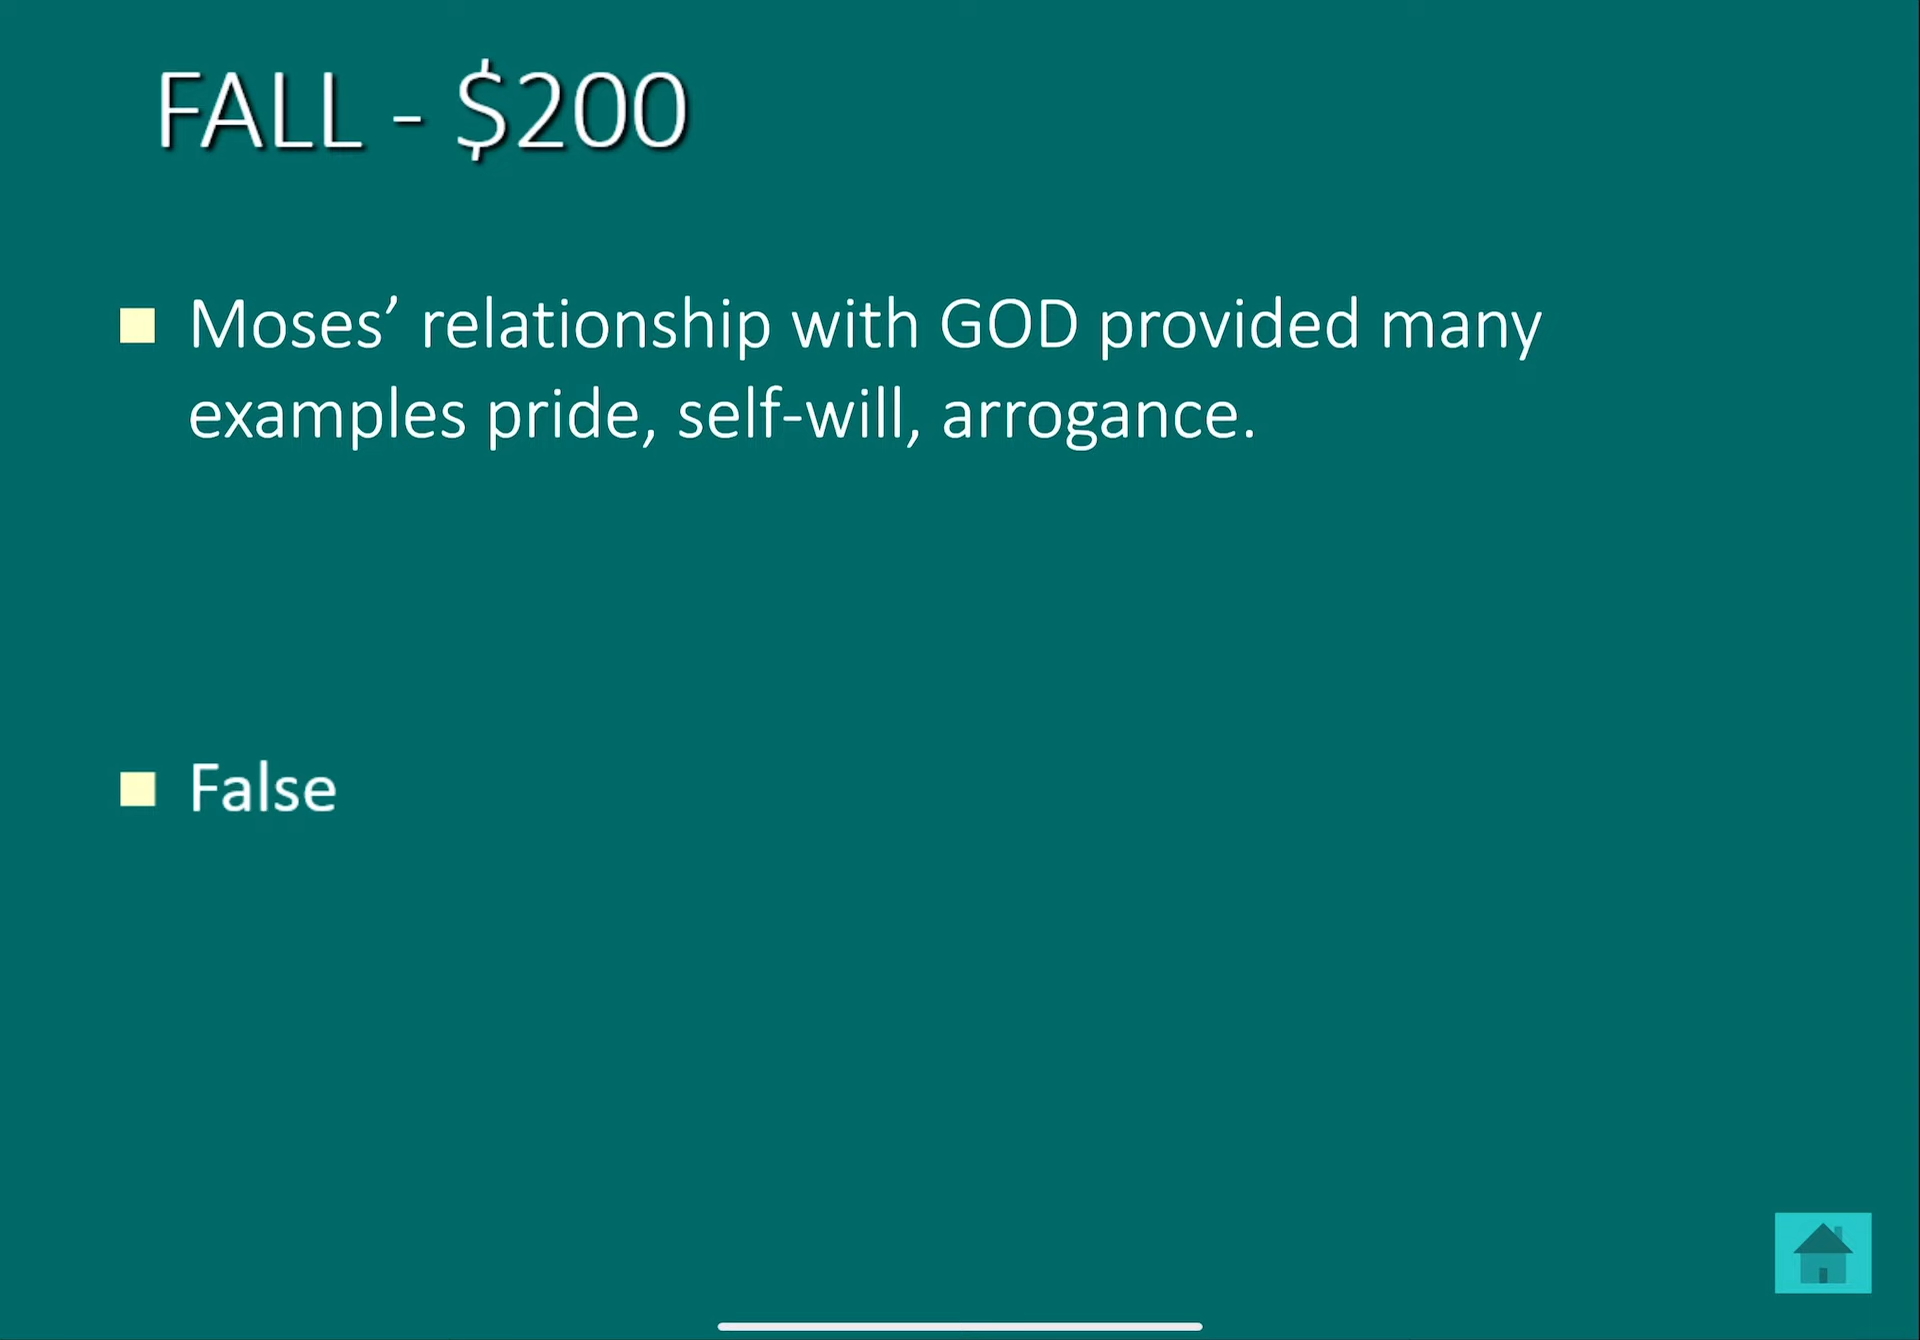 FALL - $200
Moses’ relationship with GOD provided many
examples pride, self-will, arrogance.
False